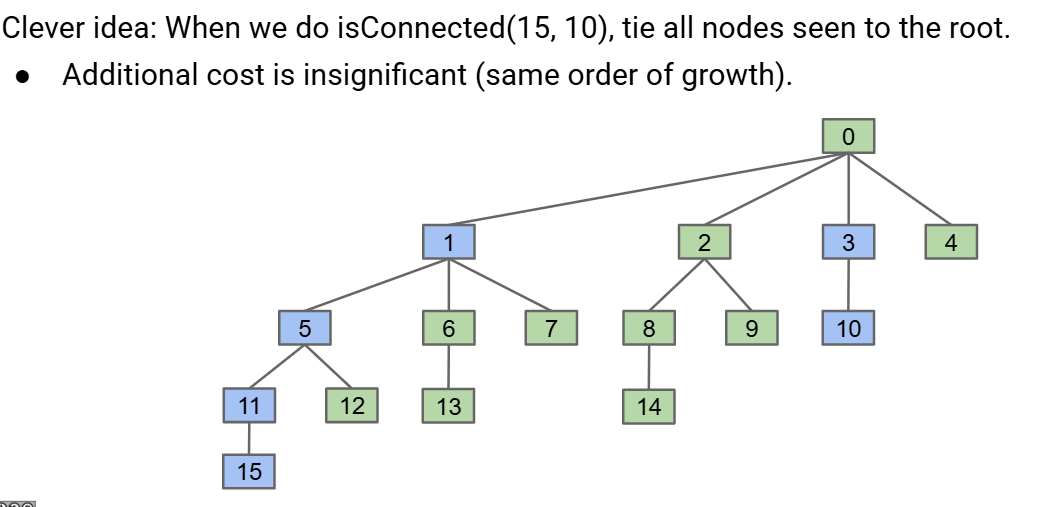 Clever idea: When we do isConnected(15, 10), tie all nodes seen to the root.
● Additional cost is insignificant (same order of growth).
0
1 2 3 4
5 6 7 8 9 10
11 12 13 14
15